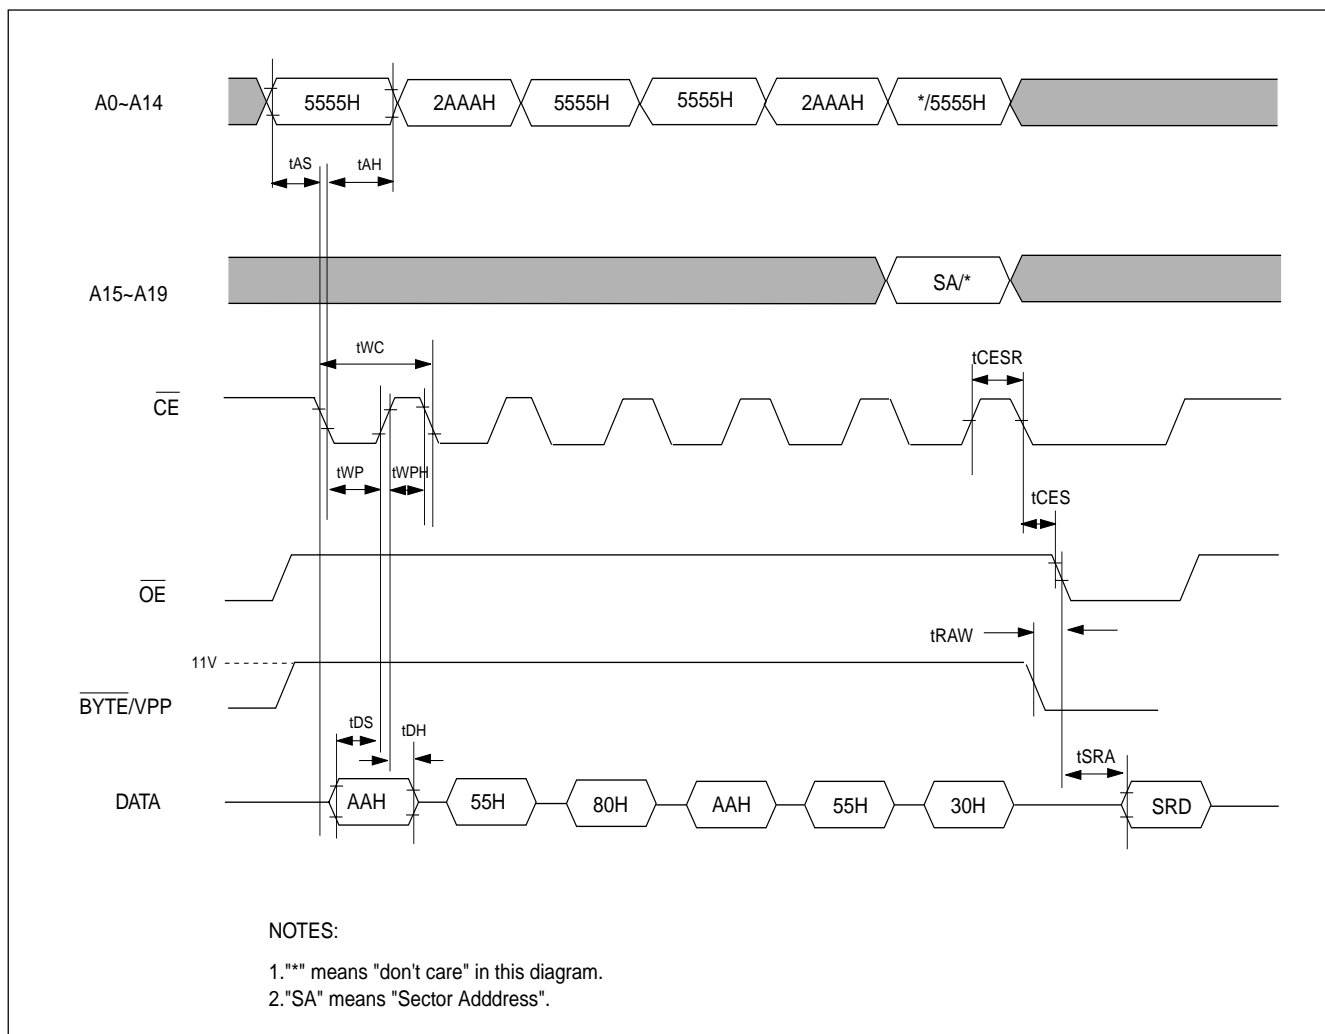 A0~A14 5555H 2AAAH 5555H 5555H 2AAAH */5555H
tAS tAH
A15~A19 SA/*
tWC tCESR
CE
tWP tWPH
tCES
OE
tRAW
11V
BYTE/VPP
tDS tDH
tSRA
DATA AAH 55H 80H AAH 55H 30H SRD
NOTES:
1."*" means "don't care" in this diagram.
2."SA" means "Sector Adddress".